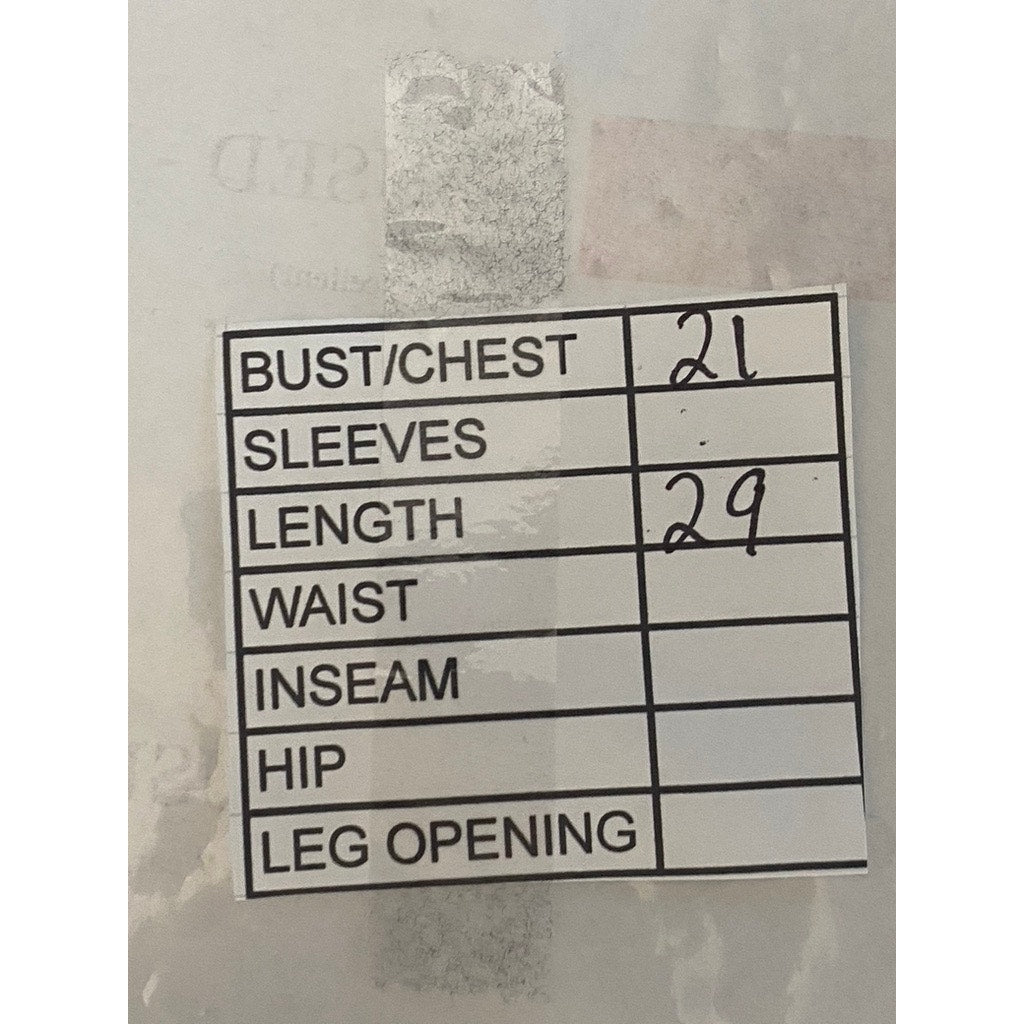 BUST/CHEST 21
SLEEVES
LENGTH 29
WAIST
INSEAM
HIP
LEG OPENING